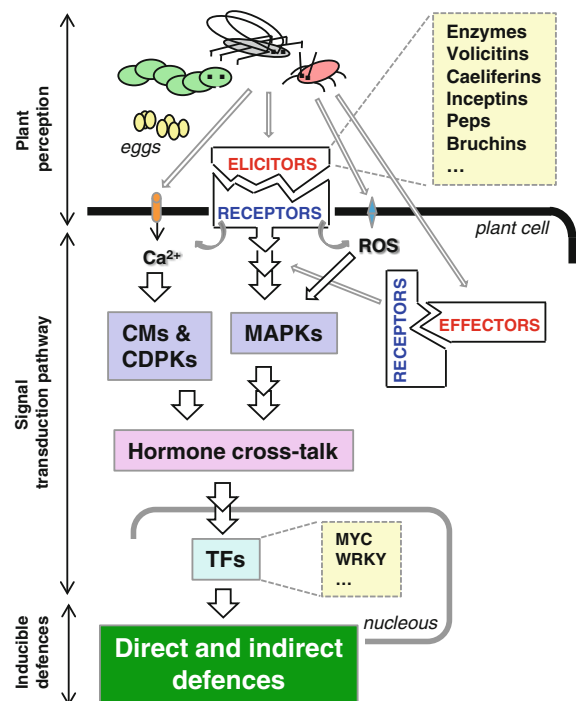 Plant
perception
Enzymes
Volicitins
Caeliferins
Inceptins
Peps
Bruchins
...
eggs
ELICITORS
RECEPTORS
plant cell
Signal
transduction pathway
Ca2+
ROS
CMs &
CDPKs
MAPKs
RECEPTORS
EFFECTORS
Hormone cross-talk
TFs
MYC
WRKY
...
nucleous
Inducible
defences
Direct and indirect
defences